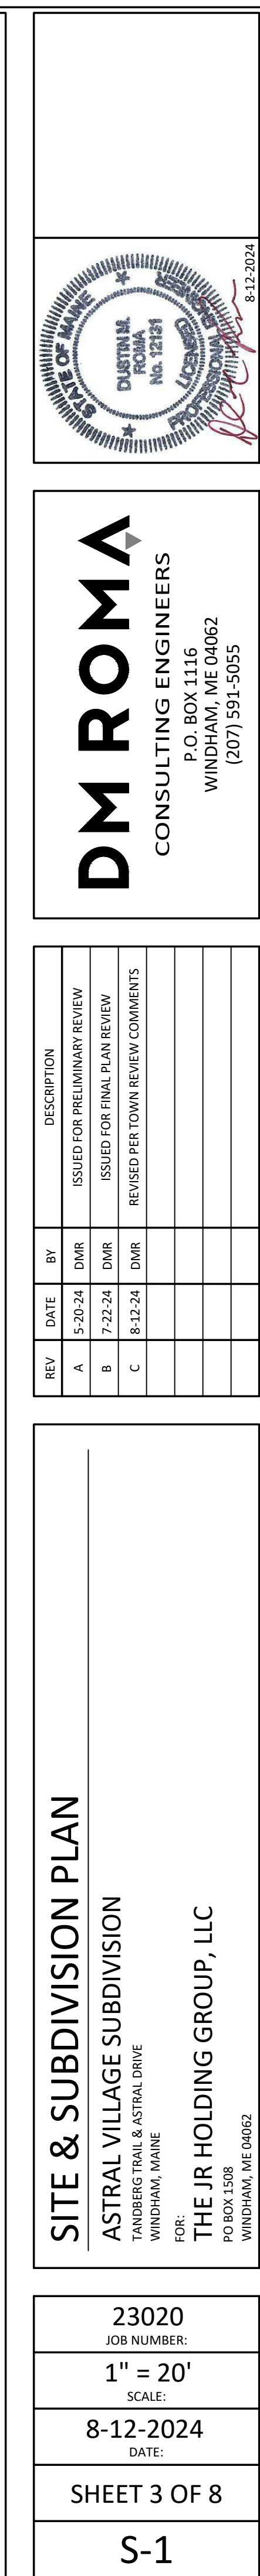 STATE OF MAINE
DUSTIN M.
ROMA
No. 12131
LICENSED
PROFESSIONAL ENGINEER
8-12-2024
DM ROMA
CONSULTING ENGINEERS
P.O. BOX 1116
WINDHAM, ME 04062
(207) 591-5055
REV DATE BY DESCRIPTION
A 5-20-24 DMR ISSUED FOR PRELIMINARY REVIEW
B 7-22-24 DMR ISSUED FOR FINAL PLAN REVIEW
C 8-12-24 DMR REVISED PER TOWN REVIEW COMMENTS
SITE & SUBDIVISION PLAN
ASTRAL VILLAGE SUBDIVISION
TANDBERG TRAIL & ASTRAL DRIVE
WINDHAM, MAINE
FOR:
THE JR HOLDING GROUP, LLC
PO BOX 1508
WINDHAM, ME 04062
23020
JOB NUMBER:
1" = 20'
SCALE:
8-12-2024
DATE:
SHEET 3 OF 8
S-1